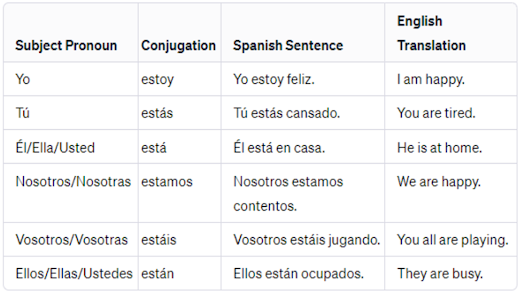 Subject Pronoun Conjugation Spanish Sentence English Translation
Yo estoy Yo estoy feliz. I am happy.
Tú estás Tú estás cansado. You are tired.
Él/Ella/Usted está Él está en casa. He is at home.
Nosotros/Nosotras estamos Nosotros estamos contentos. We are happy.
Vosotros/Vosotras estáis Vosotros estáis jugando. You all are playing.
Ellos/Ellas/Ustedes están Ellos están ocupados. They are busy.